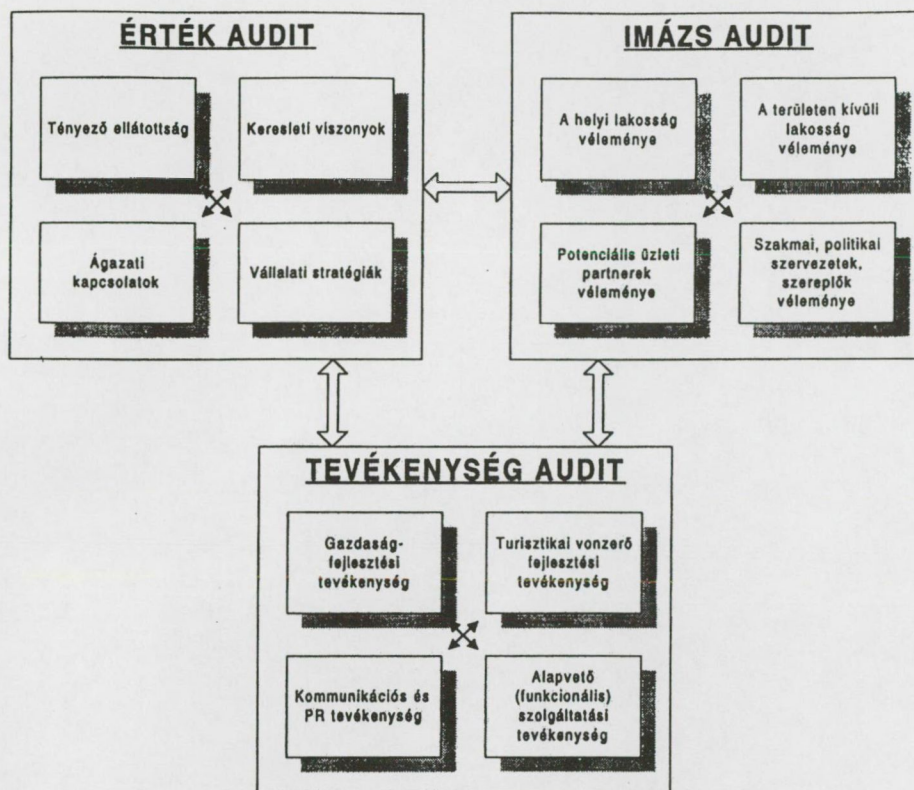 ÉRTÉK AUDIT
Tényező ellátottság
Keresleti viszonyok
Ágazati
kapcsolatok
Vállalati stratégiák
IMÁZS AUDIT
A helyi lakosság
véleménye
A területen kívüli
lakosság
véleménye
Potenciális üzleti
partnerek
véleménye
Szakmai, politikai
szervezetek,
szereplők
véleménye
TEVÉKENYSÉG AUDIT
Gazdaság-
fejlesztési
tevékenység
Turisztikai vonzerő
fejlesztési
tevékenység
Kommunikációs és
PR tevékenység
Alapvető
(funkcionális)
szolgáltatási
tevékenység